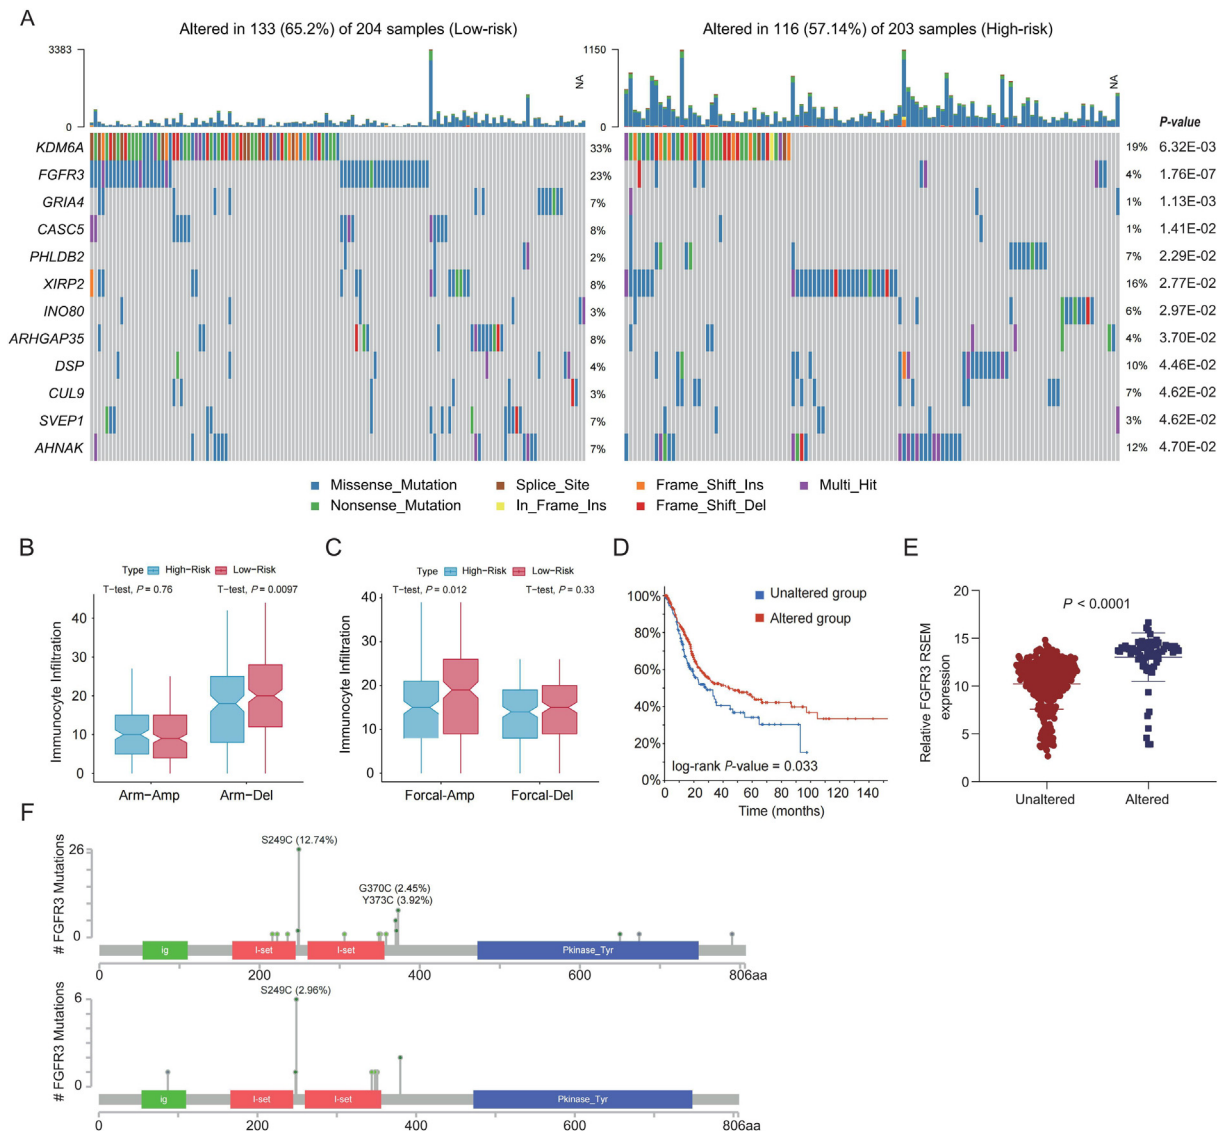 A
Altered in 133 (65.2%) of 204 samples (Low-risk)
Altered in 116 (57.14%) of 203 samples (High-risk)
3383
0
NA
1150
0
NA
P-value
KDM6A 33% 19% 6.32E-03
FGFR3 23% 4% 1.76E-07
GRIA4 7% 1% 1.13E-03
CASC5 8% 1% 1.41E-02
PHLDB2 2% 7% 2.29E-02
XIRP2 8% 16% 2.77E-02
INO80 3% 6% 2.97E-02
ARHGAP35 8% 4% 3.70E-02
DSP 4% 10% 4.46E-02
CUL9 3% 7% 4.62E-02
SVEP1 7% 3% 4.62E-02
AHNAK 7% 12% 4.70E-02
Missense_Mutation Splice_Site Frame_Shift_Ins Multi_Hit
Nonsense_Mutation In_Frame_Ins Frame_Shift_Del
B
Type High-Risk Low-Risk
T-test, P = 0.76 T-test, P = 0.0097
Immunocyte Infiltration
40
30
20
10
0
Arm-Amp Arm-Del
C
Type High-Risk Low-Risk
T-test, P = 0.012 T-test, P = 0.33
Immunocyte Infiltration
40
30
20
10
0
Forcal-Amp Forcal-Del
D
Unaltered group
Altered group
100%
80%
60%
40%
20%
0%
log-rank P-value = 0.033
0 20 40 60 80 100 120 140
Time (months)
E
P < 0.0001
Relative FGFR3 RSEM
expression
20
15
10
5
0
Unaltered Altered
F
# FGFR3 Mutations
26
0
S249C (12.74%)
G370C (2.45%)
Y373C (3.92%)
ig I-set I-set Pkinase_Tyr
0 200 400 600 806aa
# FGFR3 Mutations
6
0
S249C (2.96%)
ig I-set I-set Pkinase_Tyr
0 200 400 600 806aa